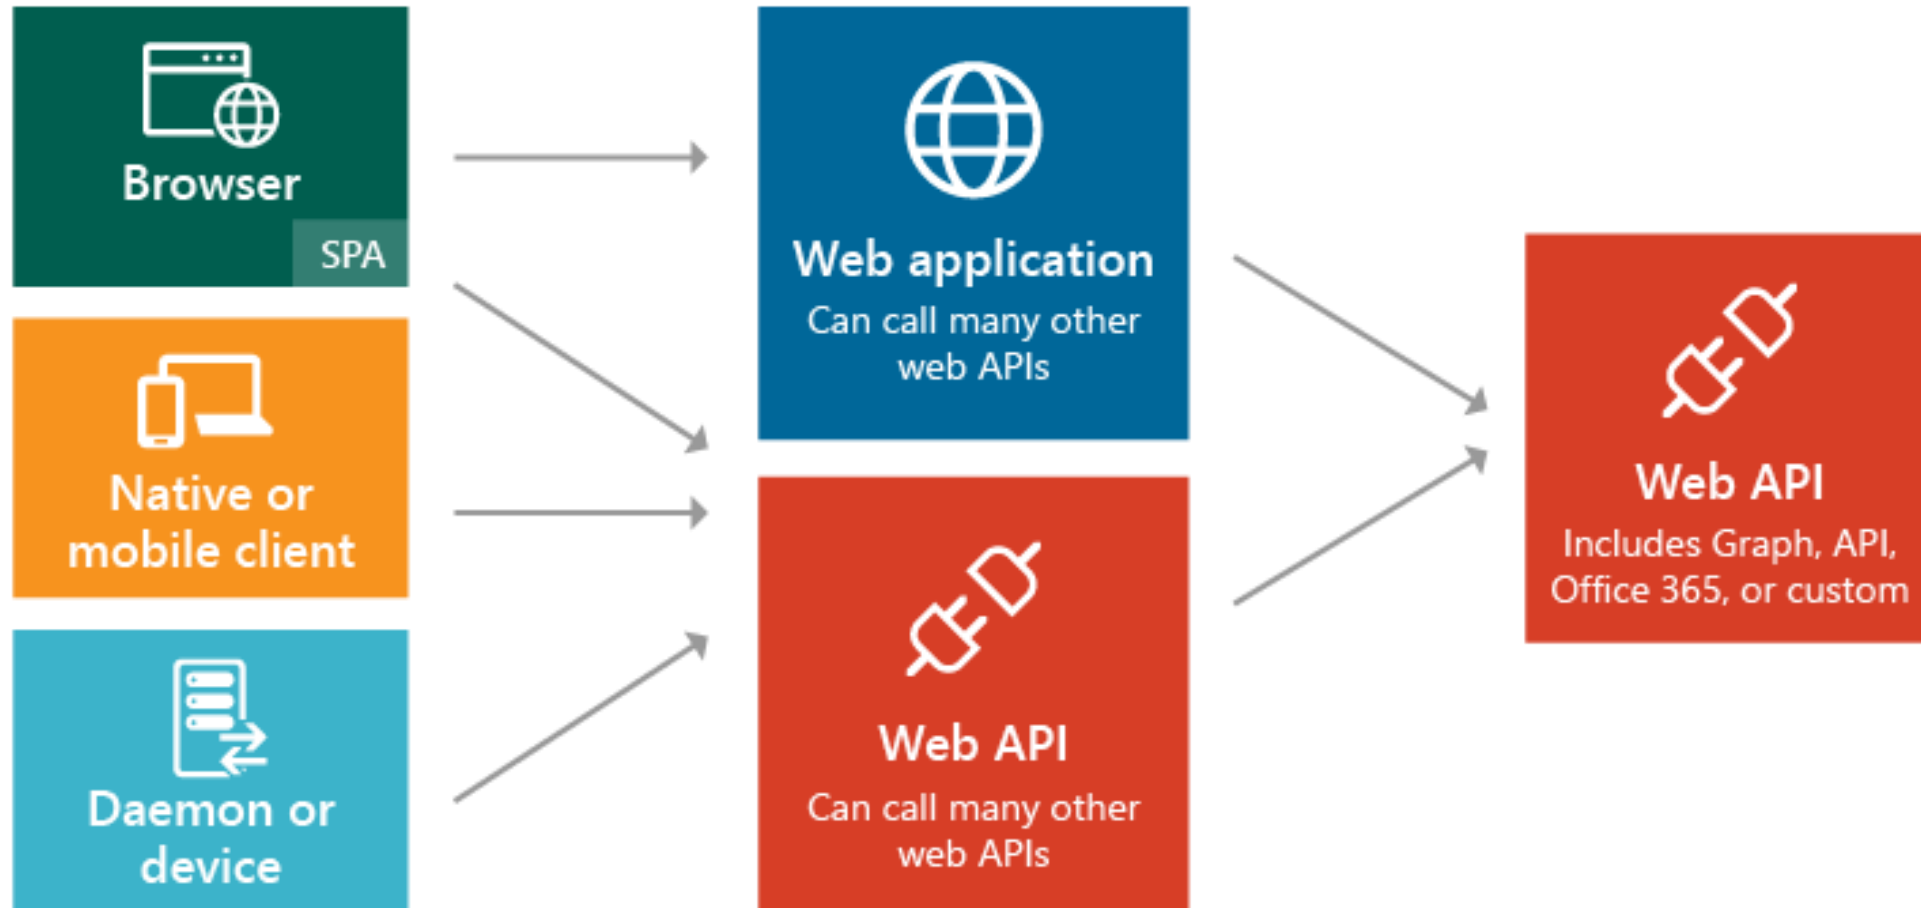 Browser
SPA
Native or
mobile client
Daemon or
device
Web application
Can call many other
web APIs
Web API
Can call many other
web APIs
Web API
Includes Graph, API,
Office 365, or custom